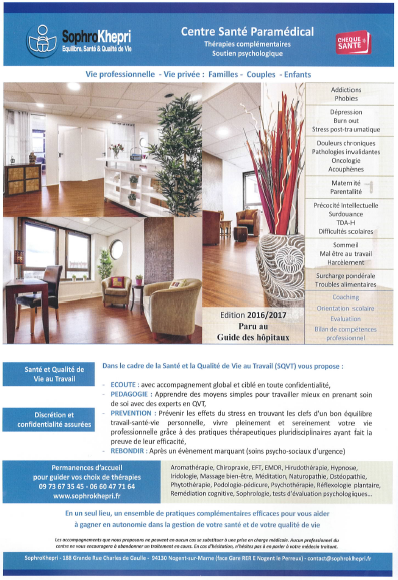 SophroKhepri
Equilibre, Santé & Qualité de Vie
Centre Santé Paramédical
Thérapies complémentaires
Soutien psychologique
CHEQUE
SANTÉ
Vie professionnelle - Vie privée : Familles - Couples - Enfants
Addictions
Phobies
Dépression
Burn out
Stress post-traumatique
Douleurs chroniques
Pathologies invalidantes
Oncologie
Acouphènes
Maternité
Parentalité
Précocité Intellectuelle
Surdouance
TDA-H
Difficultés scolaires
Sommeil
Mal être au travail
Harcèlement
Surcharge pondérale
Troubles alimentaires
Coaching
Orientation scolaire
Evaluation
Bilan de compétences
professionnel
Edition 2016/2017
Paru au
Guide des hôpitaux
Santé et Qualité de
Vie au Travail
Discrétion et
confidentialité assurées
Dans le cadre de la Santé et la Qualité de Vie au Travail (SQVT) vous propose :
- ECOUTE : avec accompagnement global et ciblé en toute confidentialité,
- PEDAGOGIE : Apprendre des moyens simples pour travailler mieux en prenant soin
de soi avec des experts en QVT,
- PREVENTION : Prévenir les effets du stress en trouvant les clefs d'un bon équilibre
travail-santé-vie personnelle, vivre pleinement et sereinement votre vie
professionnelle grâce à des pratiques thérapeutiques pluridisciplinaires ayant fait la
preuve de leur efficacité,
- REBONDIR : Après un évènement marquant (soins psycho-sociaux d'urgence)
Permanences d'accueil
pour guider vos choix de thérapies
09 73 67 35 45 - 06 60 47 71 64
www.sophrokhepri.fr
Aromathérapie, Chiropraxie, EFT, EMDR, Hirudothérapie, Hypnose,
Iridologie, Massage bien-être, Méditation, Naturopathie, Ostéopathie,
Phytothérapie, Podologie-pédicure, Psychothérapie, Réflexologie plantaire,
Remédiation cognitive, Sophrologie, tests d'évaluation psychologiques...
En un seul lieu, un ensemble de pratiques complémentaires efficaces pour vous aider
à gagner en autonomie dans la gestion de votre santé et de votre qualité de vie
Les accompagnements que nous proposons ne peuvent en aucun cas se substituer à une prise en charge médicale. Aucun professionnel du
centre ne vous encouragera à abandonner un traitement en cours. En cas d'hésitation, n'hésitez pas à en parler à votre médecin traitant.
SophroKhepri - 188 Grande Rue Charles de Gaulle - 94130 Nogent-sur-Marne (face Gare RER E Nogent le Perreux) - contact@sophrokhepri.fr